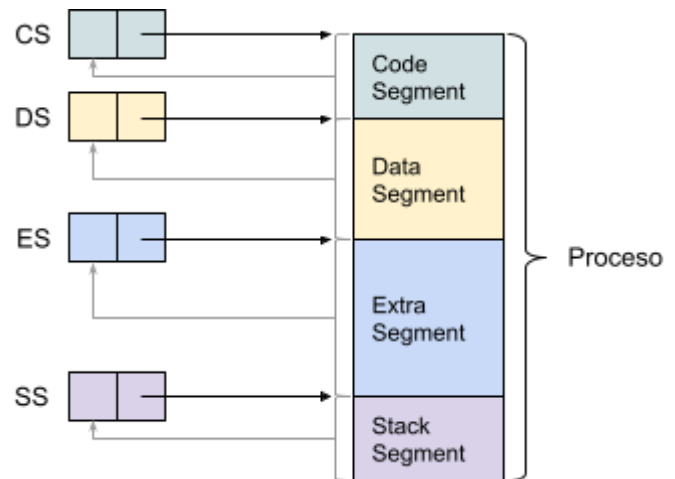 CS
Code
Segment
DS
Data
Segment
ES
Extra
Segment
Proceso
SS
Stack
Segment